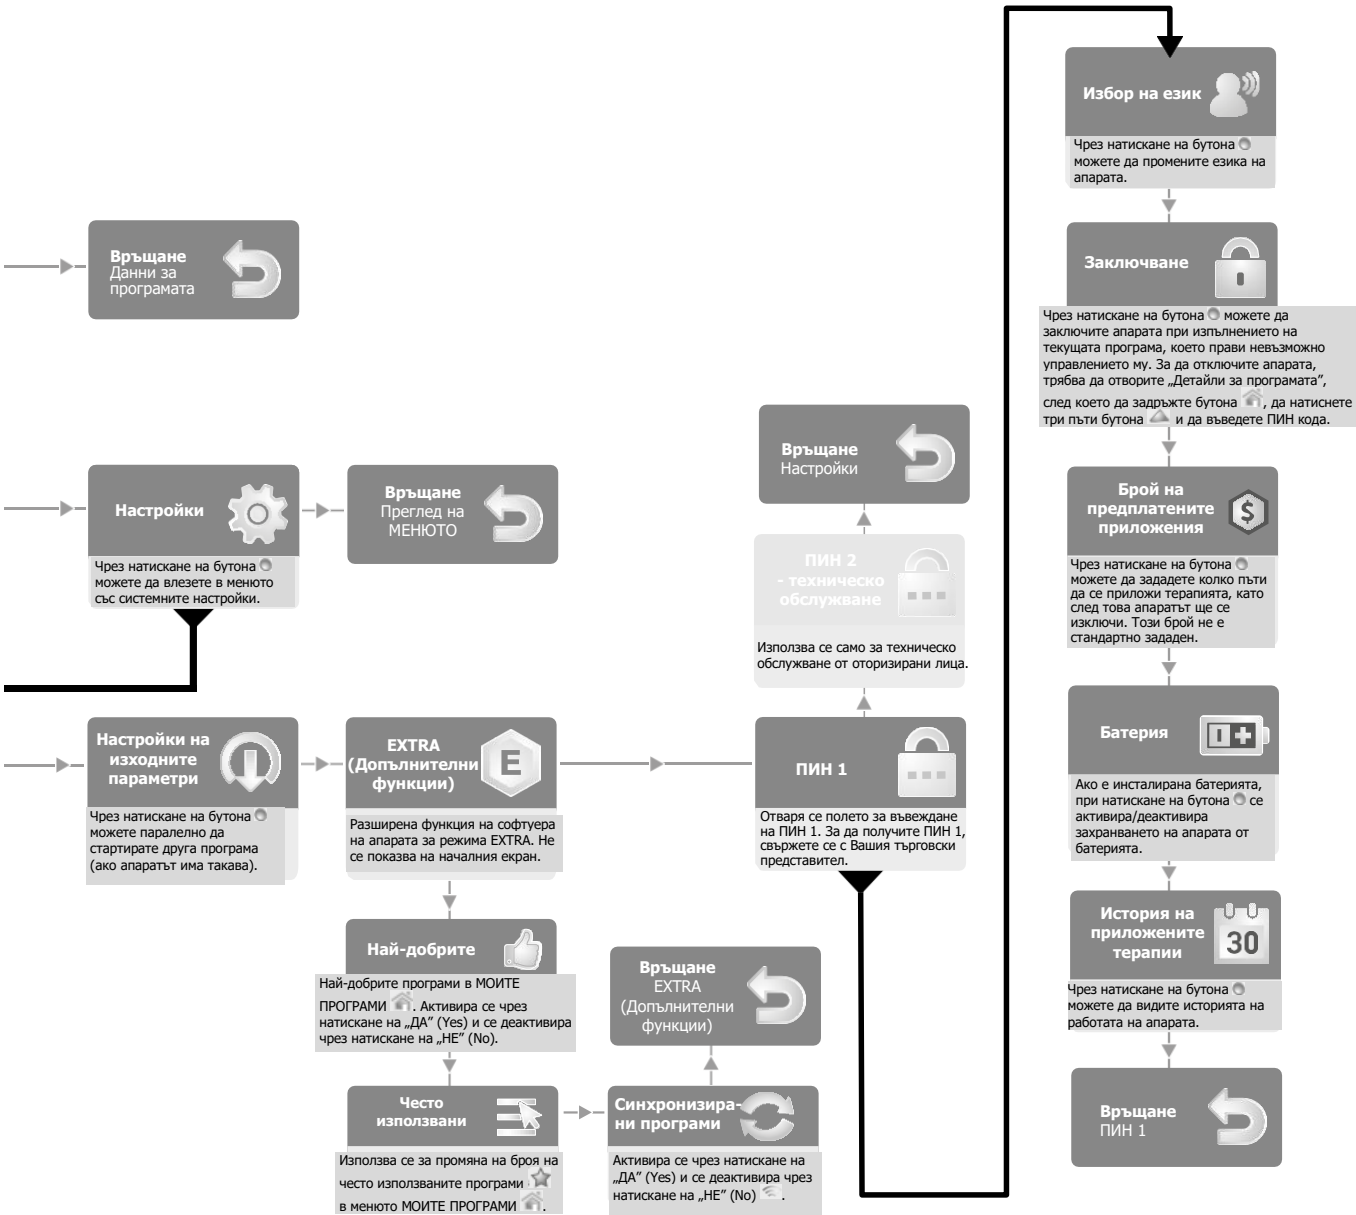 Връщане
Данни за
програмата
Настройки
Чрез натискане на бутона
можете да влезете в менюто
със системните настройки.
Връщане
Преглед на
МЕНЮТО
Настройки на
изходните
параметри
Чрез натискане на бутона
можете паралелно да
стартирате друга програма
(ако апаратът има такава).
EXTRA
(Допълнителни
функции)
E
Разширена функция на софтуера
на апарата за режима EXTRA. Не
се показва на началния екран.
Най-добрите
Най-добрите програми в МОИТЕ
ПРОГРАМИ . Активира се чрез
натискане на „ДА” (Yes) и се деактивира
чрез натискане на „НЕ” (No).
Често
използвани
Използва се за промяна на броя на
често използваните програми
в менюто МОИТЕ ПРОГРАМИ .
Синхронизира-
ни програми
Активира се чрез натискане на
„ДА” (Yes) и се деактивира чрез
натискане на „НЕ” (No) .
Връщане
EXTRA
(Допълнителни
функции)
Връщане
Настройки
ПИН 2
- техническо
обслужване
Използва се само за техническо
обслужване от оторизирани лица.
ПИН 1
Отваря се полето за въвеждане
на ПИН 1. За да получите ПИН 1,
свържете се с Вашия търговски
представител.
Избор на език
Чрез натискане на бутона
можете да промените езика на
апарата.
Заключване
Чрез натискане на бутона можете да
заключите апарата при изпълнението на
текущата програма, което прави невъзможно
управлението му. За да отключите апарата,
трябва да отворите „Детайли за програмата”,
след което да задръжте бутона , да натиснете
три пъти бутона и да въведете ПИН кода.
Брой на
предплатените
приложения
$
Чрез натискане на бутона
можете да зададете колко пъти
да се приложи терапията, като
след това апаратът ще се
изключи. Този брой не е
стандартно зададен.
Батерия
Ако е инсталирана батерията,
при натискане на бутона се
активира/деактивира
захранването на апарата от
батерията.
История на
приложените
терапии
30
Чрез натискане на бутона
можете да видите историята на
работата на апарата.
Връщане
ПИН 1